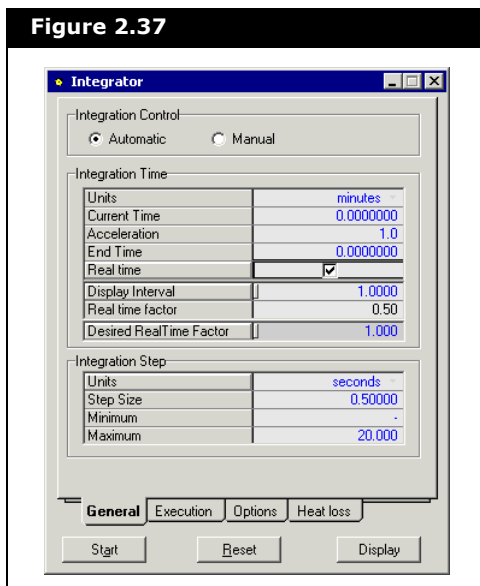 Figure 2.37
Integrator
Integration Control
Automatic Manual
Integration Time
Units minutes
Current Time 0.0000000
Acceleration 1.0
End Time 0.0000000
Real time
Display Interval 1.0000
Real time factor 0.50
Desired RealTime Factor 1.000
Integration Step
Units seconds
Step Size 0.50000
Minimum -
Maximum 20.000
General Execution Options Heat loss
Start Reset Display